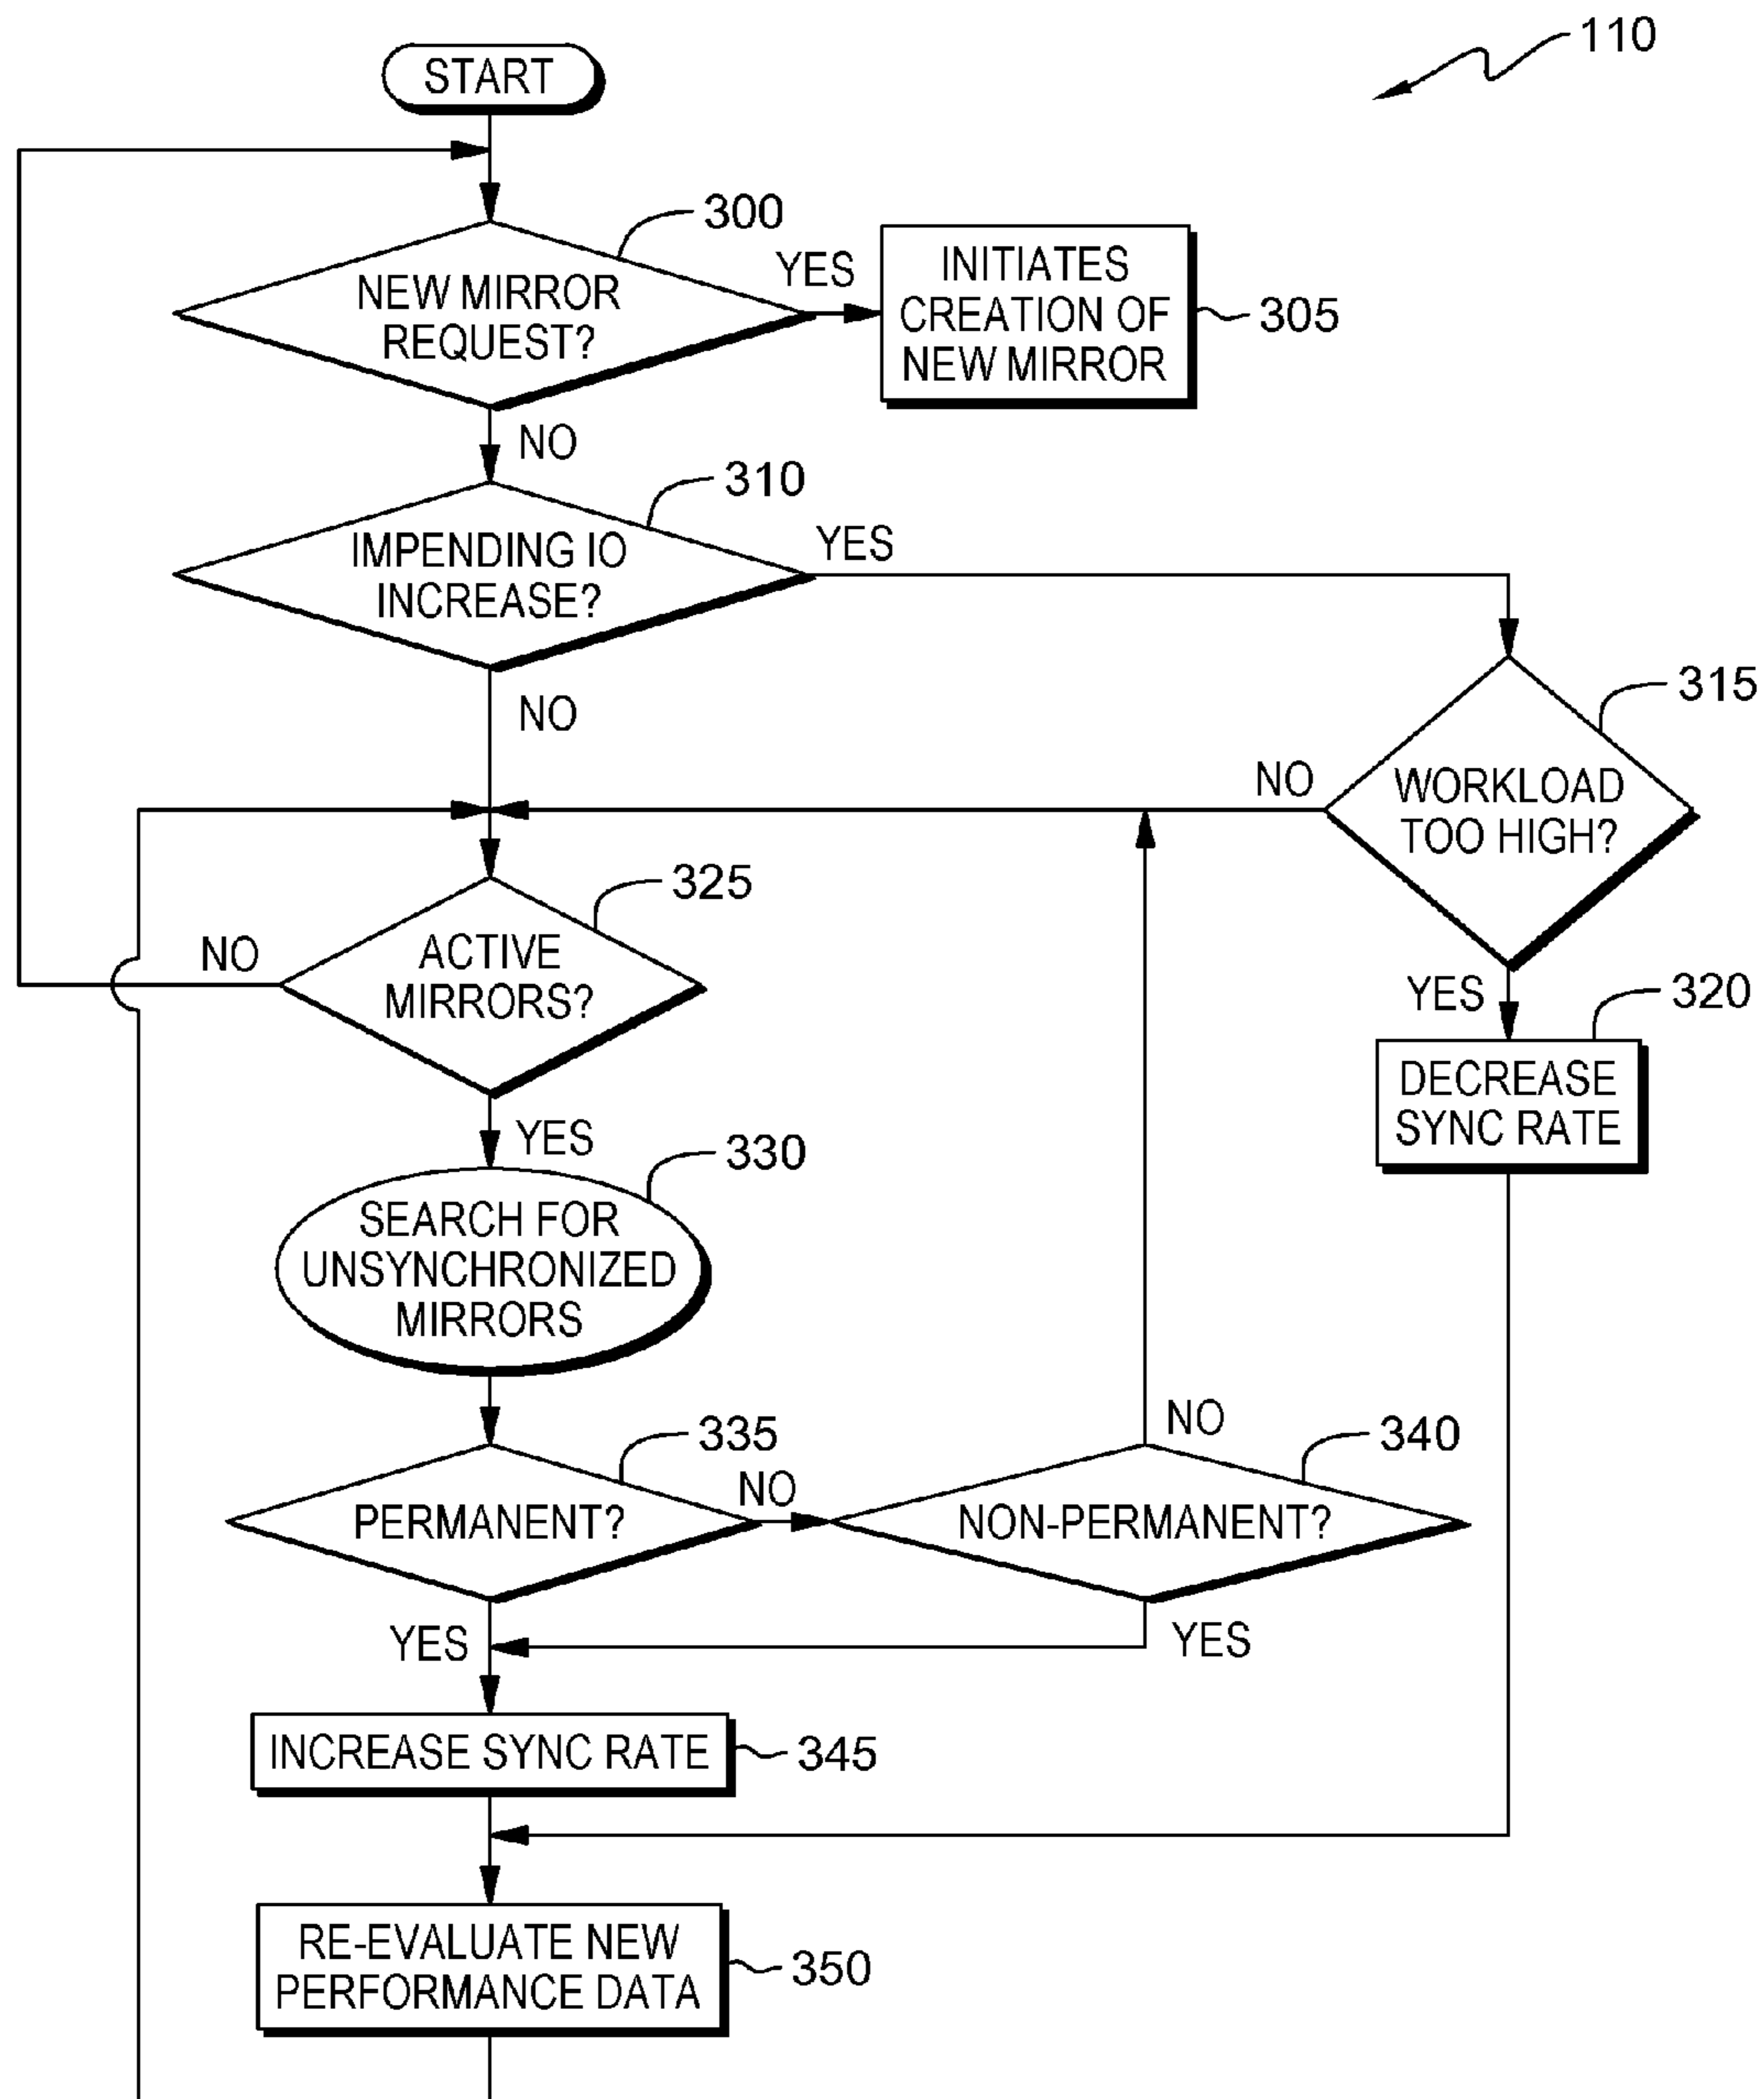 110
START
300
NEW MIRROR
REQUEST?
YES
INITIATES
CREATION OF
NEW MIRROR
305
NO
310
IMPENDING IO
INCREASE?
YES
NO
315
WORKLOAD
TOO HIGH?
NO
YES
320
DECREASE
SYNC RATE
325
ACTIVE
MIRRORS?
NO
YES
330
SEARCH FOR
UNSYNCHRONIZED
MIRRORS
335
PERMANENT?
NO
340
NON-PERMANENT?
NO
YES
YES
INCREASE SYNC RATE
345
RE-EVALUATE NEW
PERFORMANCE DATA
350